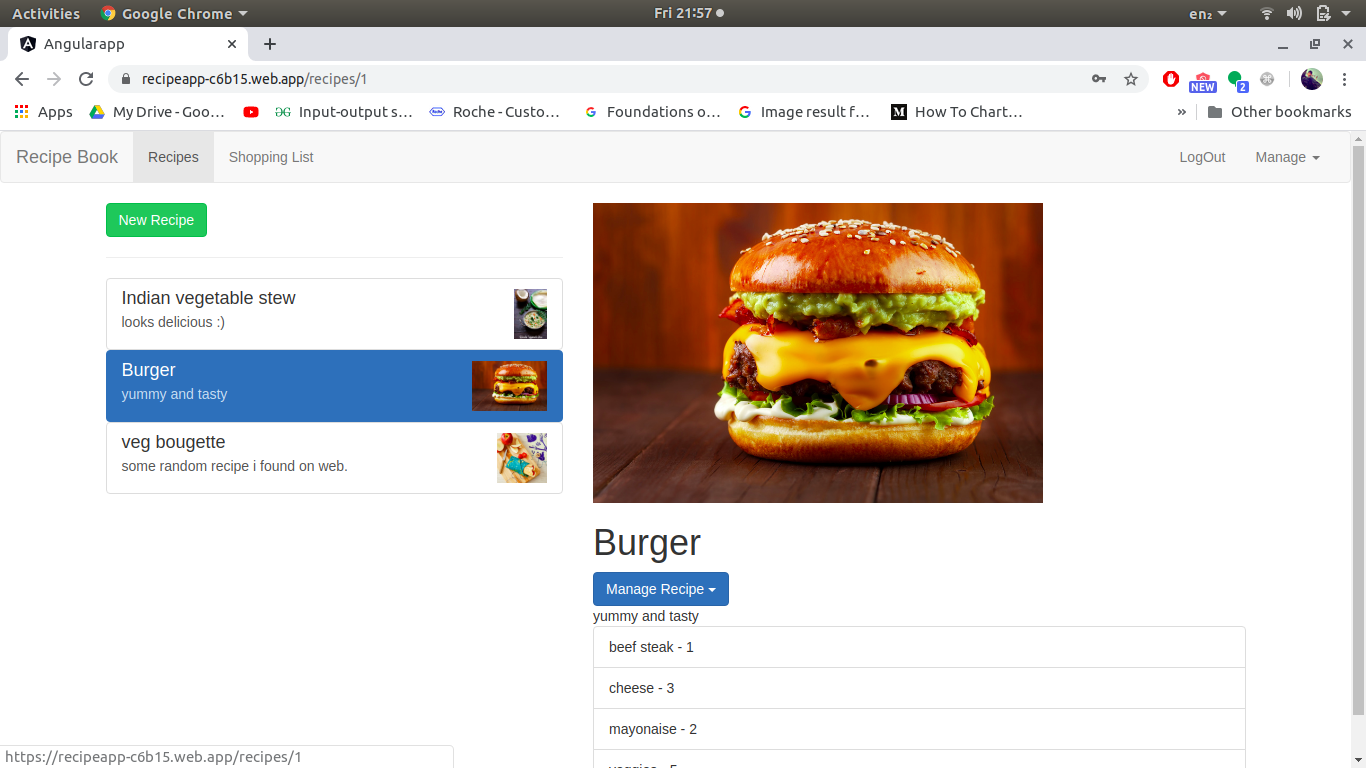 Activities Google Chrome Fri 21:57 en₂
Angularapp
recipeapp-c6b15.web.app/recipes/1 NEW 2
Apps My Drive - Goo… Input-output s… Roche - Custo… Foundations o… Image result f… How To Chart… » Other bookmarks
Recipe Book Recipes Shopping List LogOut Manage
New Recipe
Indian vegetable stew
looks delicious :)
Burger
yummy and tasty
veg bougette
some random recipe i found on web.
Burger
Manage Recipe
yummy and tasty
beef steak - 1
cheese - 3
mayonaise - 2
veggies - 5
https://recipeapp-c6b15.web.app/recipes/1